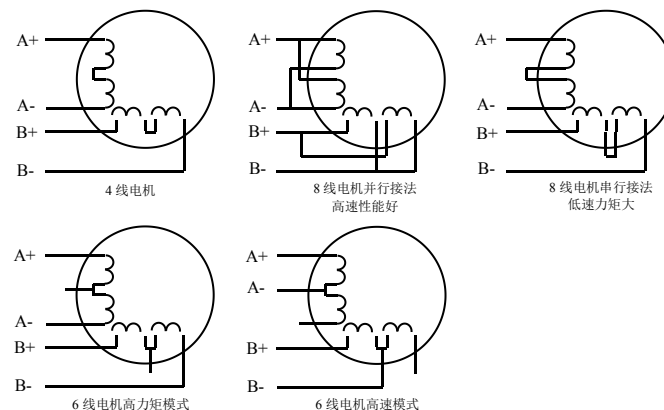 A+
A-
B+
B-
4 线电机
A+
A-
B+
B-
8 线电机并行接法
高速性能好
A+
A-
B+
B-
8 线电机串行接法
低速力矩大
A+
A-
B+
B-
6 线电机高力矩模式
A+
A-
B+
B-
6 线电机高速模式